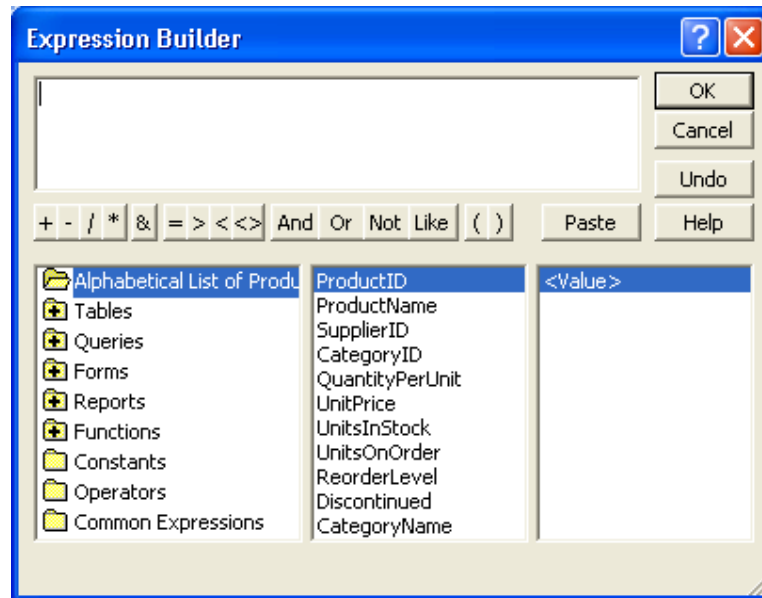 Expression Builder
OK
Cancel
Undo
+ - / * & = > < <> And Or Not Like ( ) Paste Help
Alphabetical List of Produ
Tables
Queries
Forms
Reports
Functions
Constants
Operators
Common Expressions
ProductID
ProductName
SupplierID
CategoryID
QuantityPerUnit
UnitPrice
UnitsInStock
UnitsOnOrder
ReorderLevel
Discontinued
CategoryName
<Value>